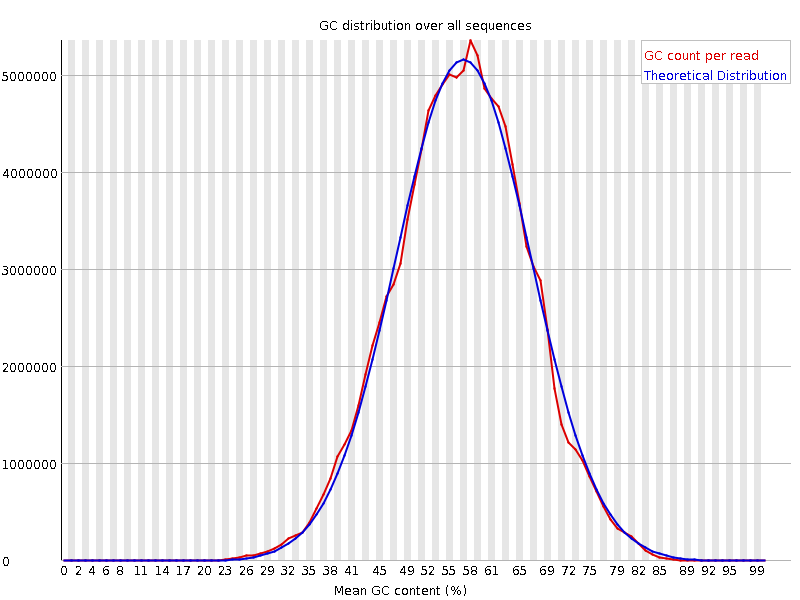 GC distribution over all sequences
GC count per read
Theoretical Distribution
5000000
4000000
3000000
2000000
1000000
0
0 2 4 6 8 11 14 17 20 23 26 29 32 35 38 41 45 49 52 55 58 61 65 69 72 75 79 82 85 89 92 95 99
Mean GC content (%)